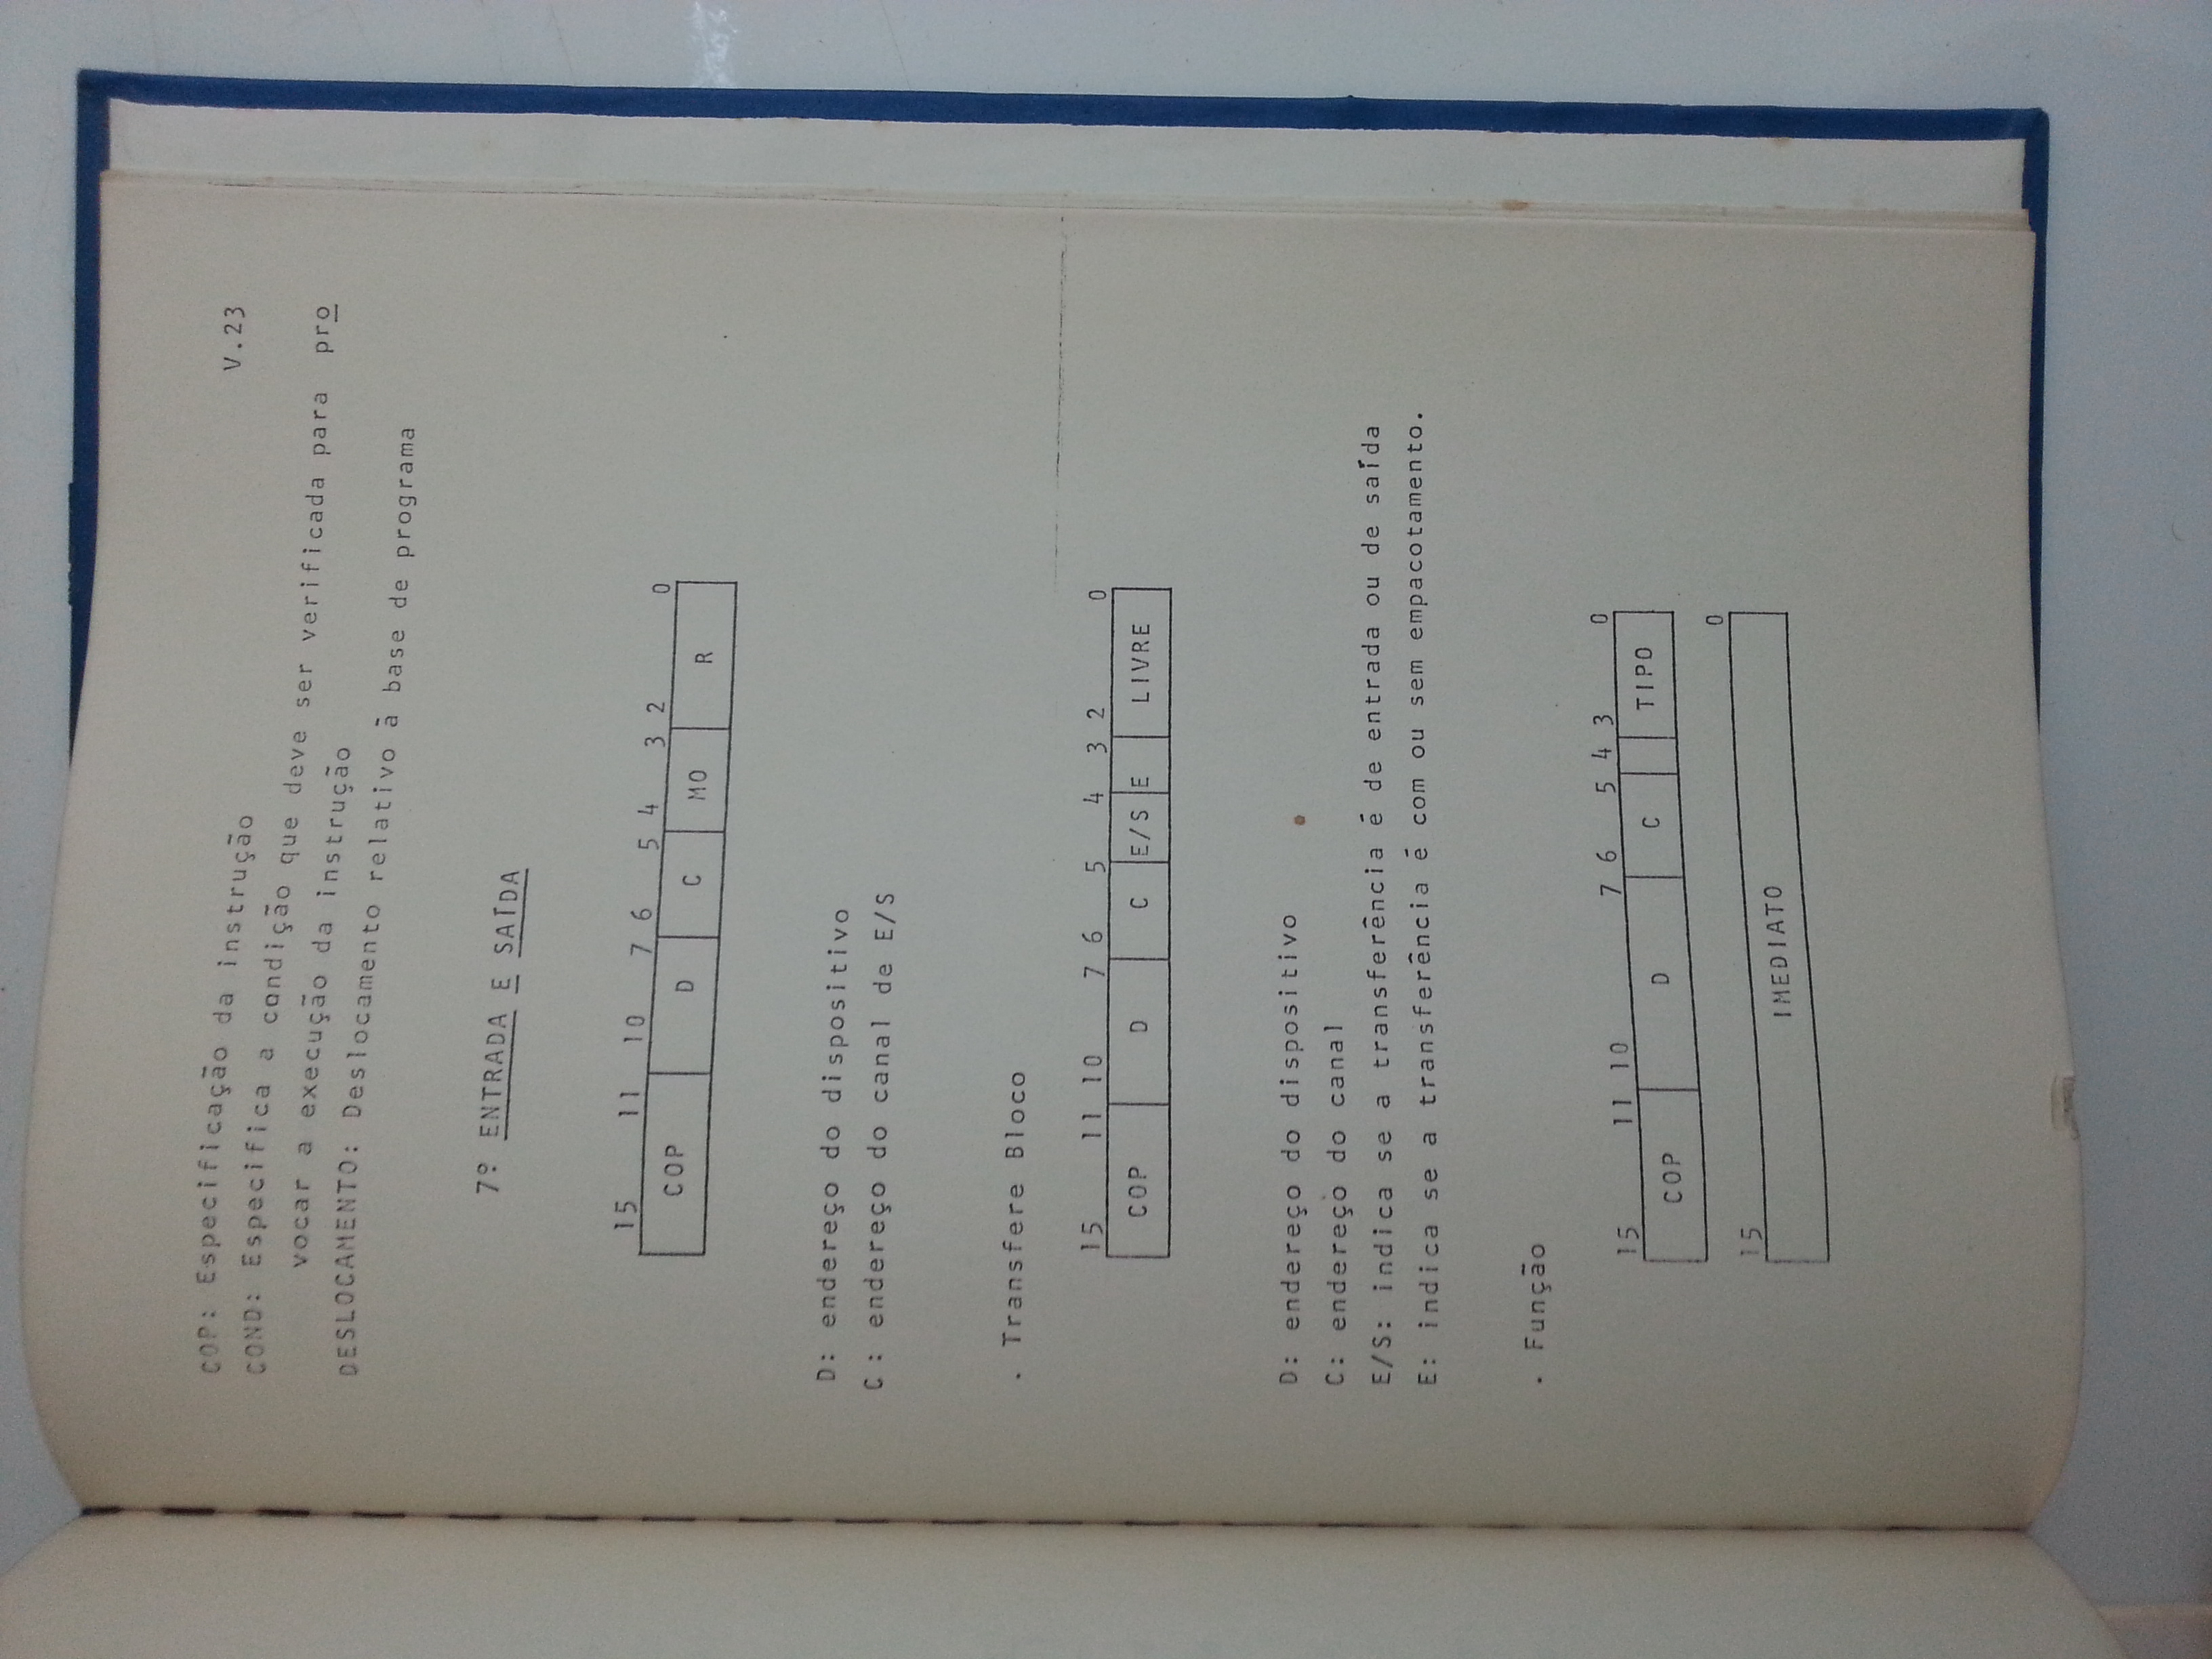 V.23
COP: Especificação da instrução
COND: Especifica a condição que deve ser verificada para pro
vocar a execução da instrução
DESLOCAMENTO: Deslocamento relativo à base de programa
7º ENTRADA E SAÍDA
15 11 10 7 6 5 4 3 2 0
COP D C MO R
D: endereço do dispositivo
C: endereço do canal de E/S
. Transfere Bloco
15 11 10 7 6 5 4 3 2 0
COP D C E/S E LIVRE
D: endereço do dispositivo
C: endereço do canal
E/S: indica se a transferência é de entrada ou de saída
E: indica se a transferência é com ou sem empacotamento.
. Função
15 11 10 7 6 5 4 3 0
COP D C TIPO
15 0
IMEDIATO